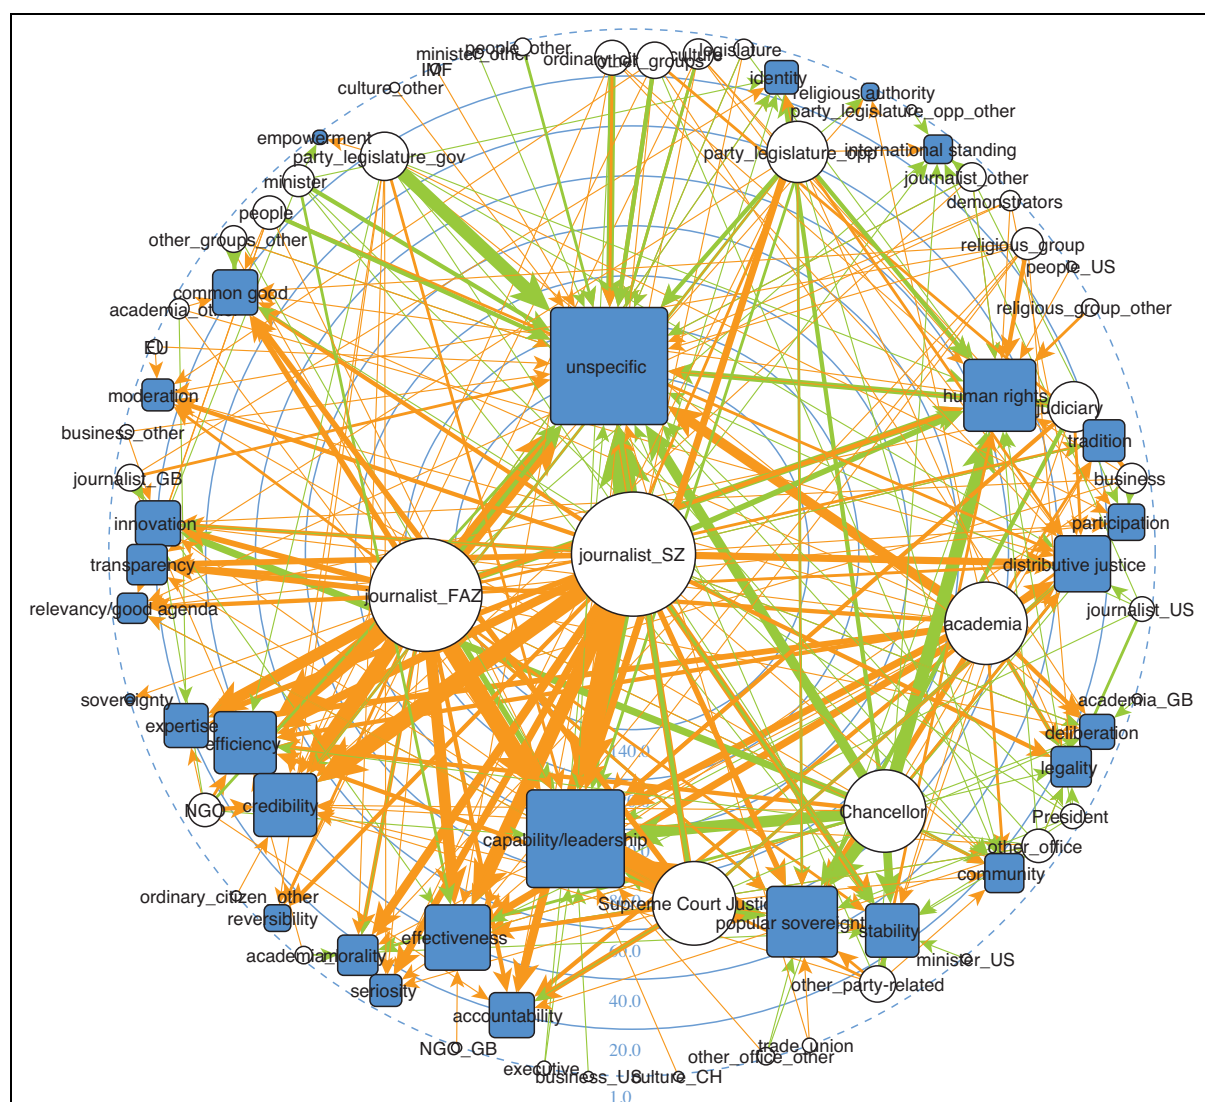 people_other
minister_other
IMF
culture_other
ordinary_cit
other_groups
culture
legislature
identity
religious authority
party_legislature_opp_other
empowerment
party_legislature_gov
party_legislature_opp
international standing
minister
journalist_other
people
demonstrators
other_groups_other
religious_group
people_US
common good
academia_ot
religious_group_other
EU
unspecific
moderation
human rights
judiciary
business_other
tradition
journalist_GB
business
innovation
participation
transparency
journalist_SZ
distributive justice
journalist_FAZ
relevancy/good agenda
journalist_US
academia
sovereignty
academia_GB
expertise
efficiency
deliberation
140.0
legality
NGO
credibility
Chancellor
President
capability/leadership
other_office
community
ordinary_citizen_other
Supreme Court Justic
reversibility
popular sovereignt
stability
effectiveness
60.0
academia
morality
minister_US
seriosity
other_party-related
40.0
accountability
NGO_GB
trade_union
20.0
other_office_other
executive
business_US
culture_CH
1.0